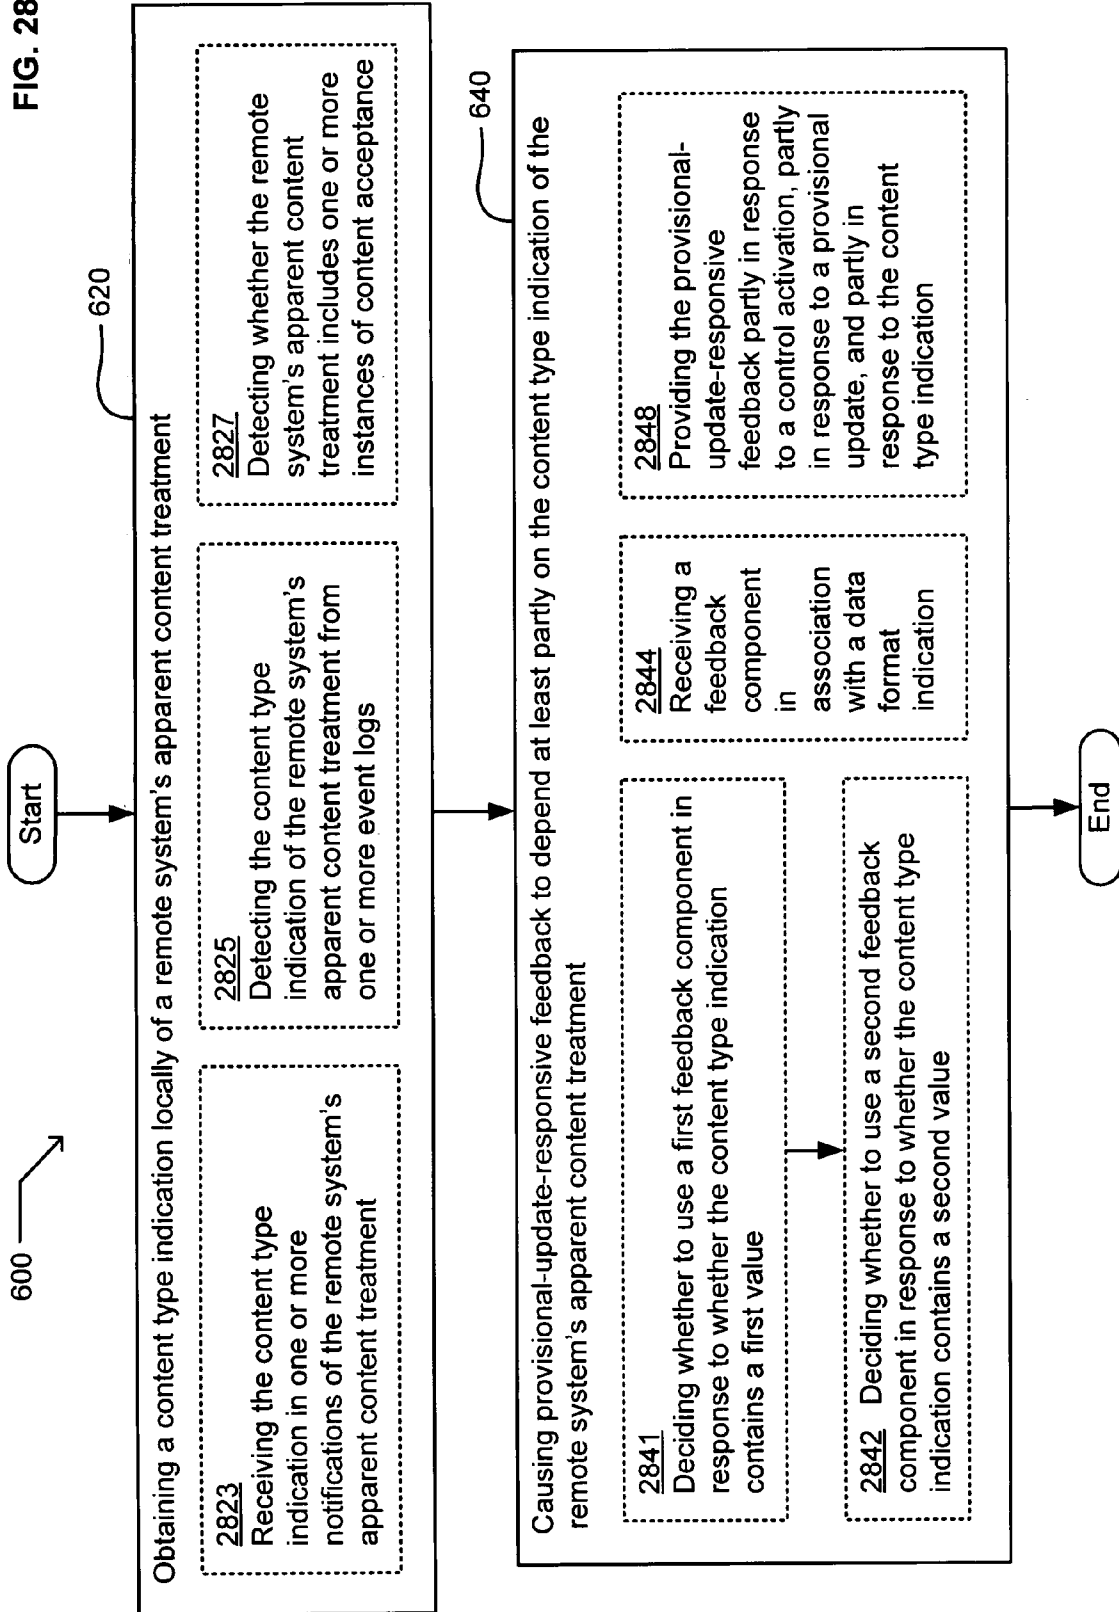 FIG. 28
600
Start
620
Obtaining a content type indication locally of a remote system's apparent content treatment
2823
Receiving the content type
indication in one or more
notifications of the remote system's
apparent content treatment
2825
Detecting the content type
indication of the remote system's
apparent content treatment from
one or more event logs
2827
Detecting whether the remote
system's apparent content
treatment includes one or more
instances of content acceptance
640
Causing provisional-update-responsive feedback to depend at least partly on the content type indication of the
remote system's apparent content treatment
2841
Deciding whether to use a first feedback component in
response to whether the content type indication
contains a first value
2842 Deciding whether to use a second feedback
component in response to whether the content type
indication contains a second value
2844
Receiving a
feedback
component
in
association
with a data
format
indication
2848
Providing the provisional-
update-responsive
feedback partly in response
to a control activation, partly
in response to a provisional
update, and partly in
response to the content
type indication
End